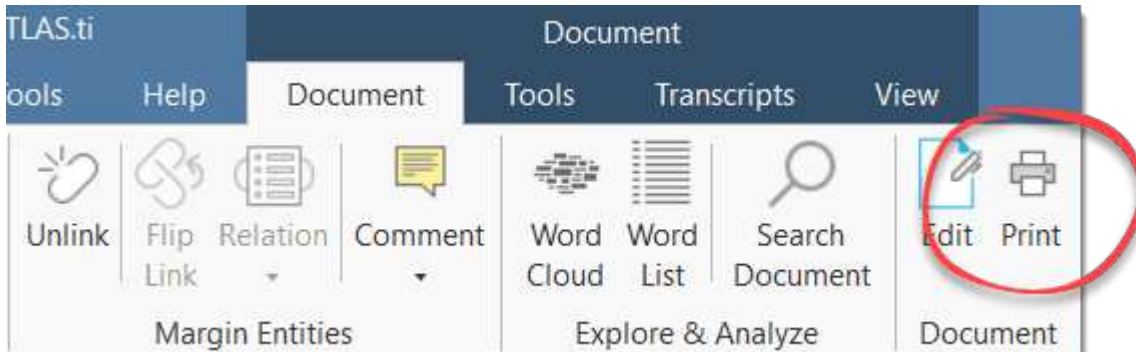 TLAS.ti
Document
ools Help Document Tools Transcripts View
Unlink Flip Link Relation Comment Word Cloud Word List Search Document Edit Print
Margin Entities Explore & Analyze Document